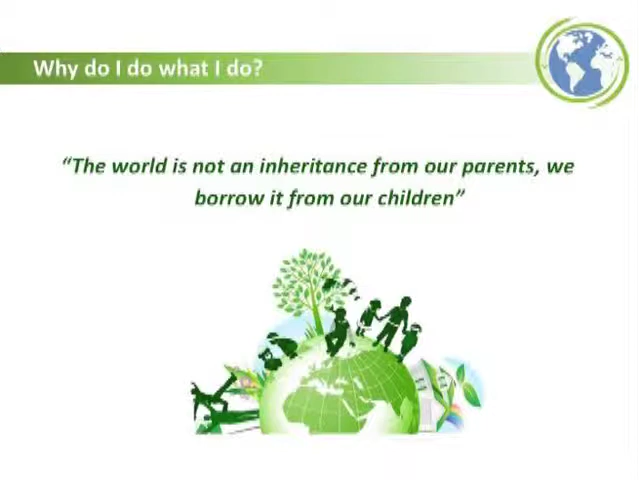 Why do I do what I do?
“The world is not an inheritance from our parents, we
borrow it from our children”